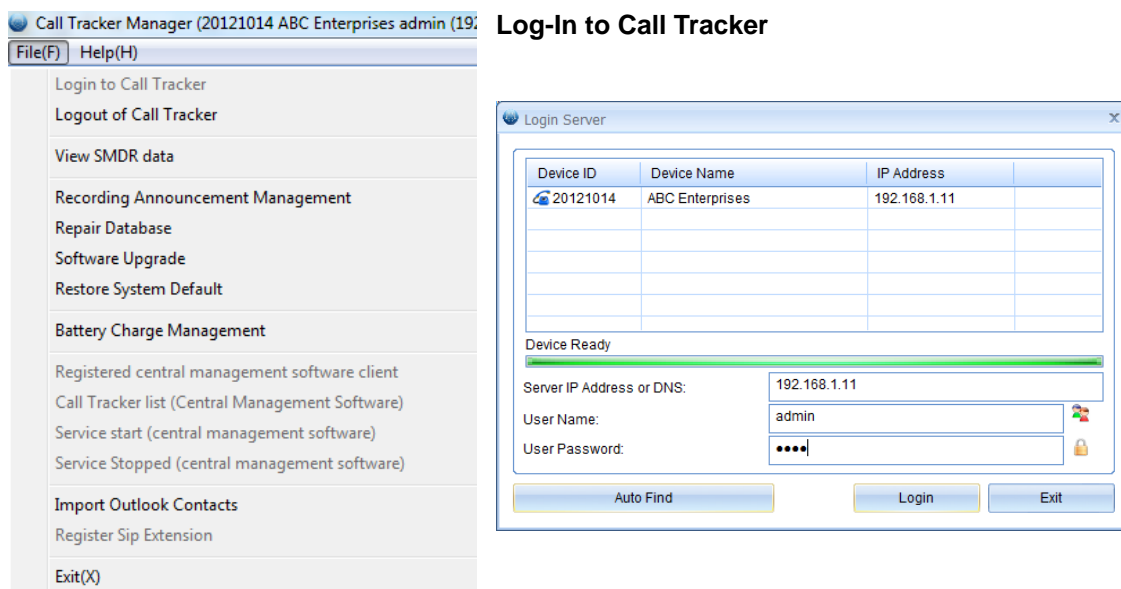 Call Tracker Manager (20121014 ABC Enterprises admin (192
File(F) Help(H)
Login to Call Tracker
Logout of Call Tracker
View SMDR data
Recording Announcement Management
Repair Database
Software Upgrade
Restore System Default
Battery Charge Management
Registered central management software client
Call Tracker list (Central Management Software)
Service start (central management software)
Service Stopped (central management software)
Import Outlook Contacts
Register Sip Extension
Exit(X)
Log-In to Call Tracker
Login Server
Device ID Device Name IP Address
20121014 ABC Enterprises 192.168.1.11
Device Ready
Server IP Address or DNS: 192.168.1.11
User Name: admin
User Password: ••••
Auto Find Login Exit